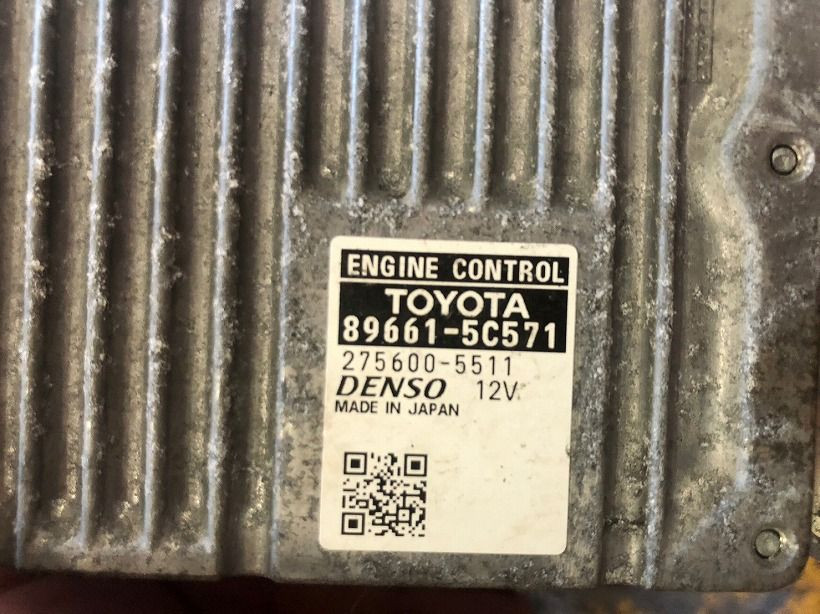 ENGINE CONTROL
TOYOTA
89661-5C571
275600-5511
DENSO 12V
MADE IN JAPAN